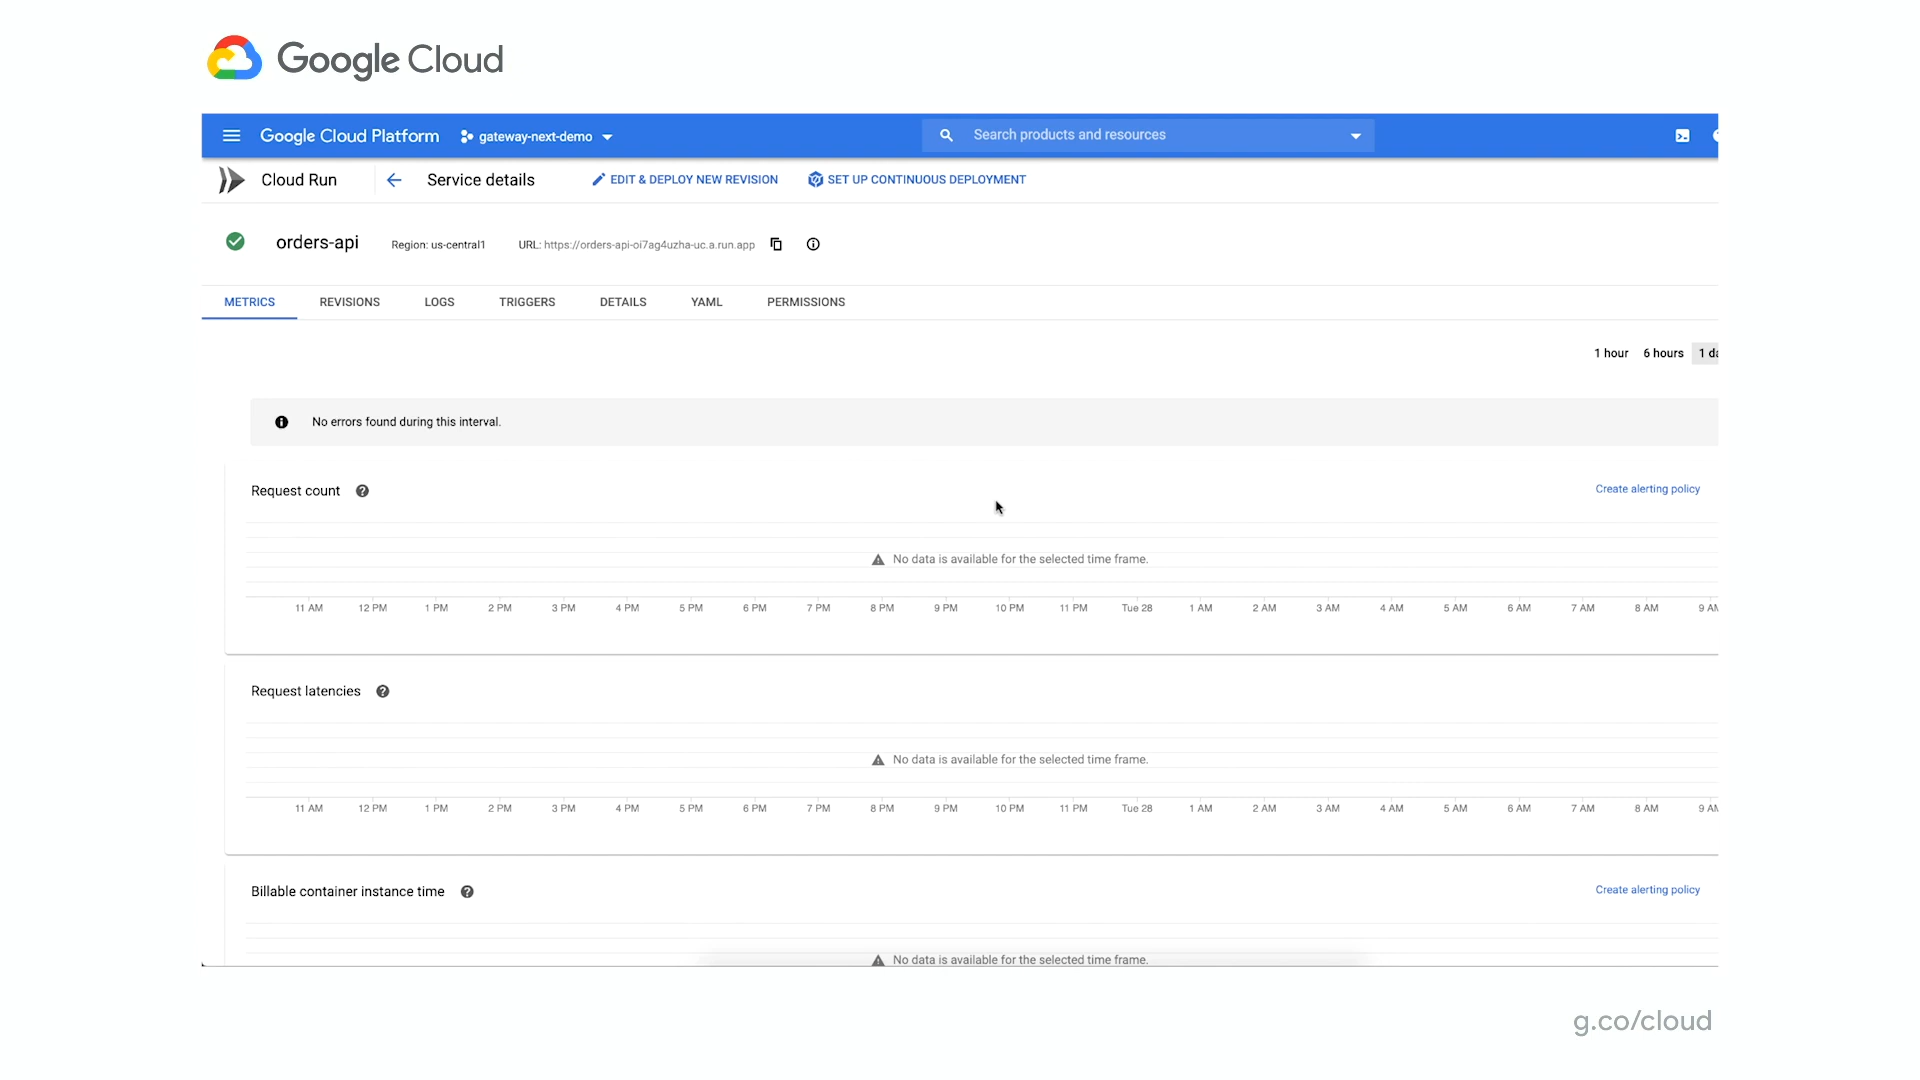 Google Cloud
Google Cloud Platform gateway-next-demo Search products and resources
Cloud Run Service details EDIT & DEPLOY NEW REVISION SET UP CONTINUOUS DEPLOYMENT
orders-api Region: us-central1 URL: https://orders-api-oi7ag4uzha-uc.a.run.app
METRICS REVISIONS LOGS TRIGGERS DETAILS YAML PERMISSIONS
1 hour 6 hours 1 da
No errors found during this interval.
Request count Create alerting policy
No data is available for the selected time frame.
11 AM 12 PM 1 PM 2 PM 3 PM 4 PM 5 PM 6 PM 7 PM 8 PM 9 PM 10 PM 11 PM Tue 28 1 AM 2 AM 3 AM 4 AM 5 AM 6 AM 7 AM 8 AM 9 AM
Request latencies
No data is available for the selected time frame.
11 AM 12 PM 1 PM 2 PM 3 PM 4 PM 5 PM 6 PM 7 PM 8 PM 9 PM 10 PM 11 PM Tue 28 1 AM 2 AM 3 AM 4 AM 5 AM 6 AM 7 AM 8 AM 9 AM
Billable container instance time Create alerting policy
No data is available for the selected time frame.
g.co/cloud